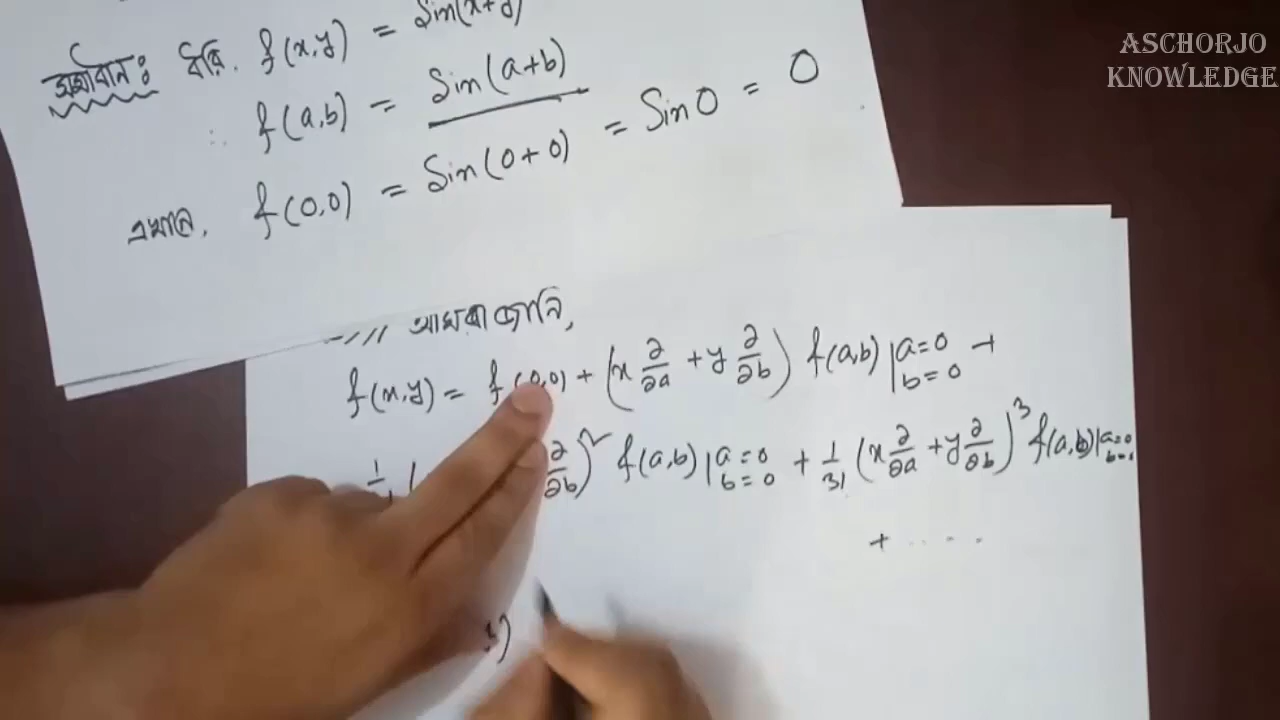 ASCHORJO
KNOWLEDGE
সমাধানঃ ধরি. f(x,y) = Sin(x+y)
∴ f(a,b) = Sin(a+b)
এখানে, f(0,0) = Sin(0+0) = Sin0 = 0
আমরা জানি,
f(x,y) = f(0,0) + (x ∂/∂a + y ∂/∂b) f(a,b)|a=0 b=0 +
∂/∂b)² f(a,b)|a=0 b=0 + 1/3! (x ∂/∂a + y ∂/∂b)³ f(a,b)|a=0 b=0
+ ....